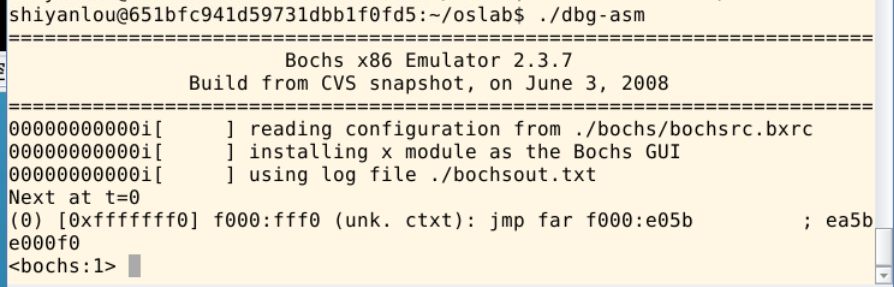 shiyanlou@651bfc941d59731dbb1f0fd5:~/oslab$ ./dbg-asm
========================================================================
Bochs x86 Emulator 2.3.7
Build from CVS snapshot, on June 3, 2008
========================================================================
00000000000i[     ] reading configuration from ./bochs/bochsrc.bxrc
00000000000i[     ] installing x module as the Bochs GUI
00000000000i[     ] using log file ./bochsout.txt
Next at t=0
(0) [0xfffffff0] f000:fff0 (unk. ctxt): jmp far f000:e05b         ; ea5b
e000f0
<bochs:1>